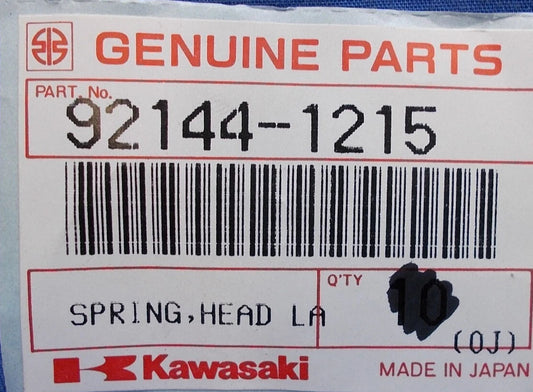 GENUINE PARTS
PART No.
92144-1215
SPRING,HEAD LA
Q'TY
10
(OJ)
Kawasaki
MADE IN JAPAN